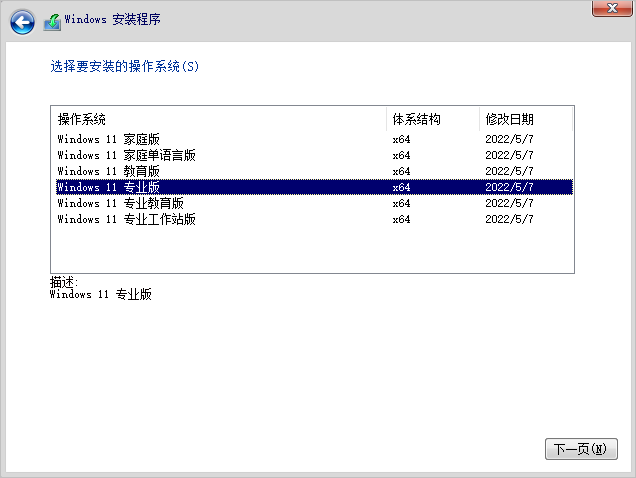 Windows 安装程序
选择要安装的操作系统(S)
操作系统 体系结构 修改日期
Windows 11 家庭版 x64 2022/5/7
Windows 11 家庭单语言版 x64 2022/5/7
Windows 11 教育版 x64 2022/5/7
Windows 11 专业版 x64 2022/5/7
Windows 11 专业教育版 x64 2022/5/7
Windows 11 专业工作站版 x64 2022/5/7
描述:
Windows 11 专业版
下一页(N)